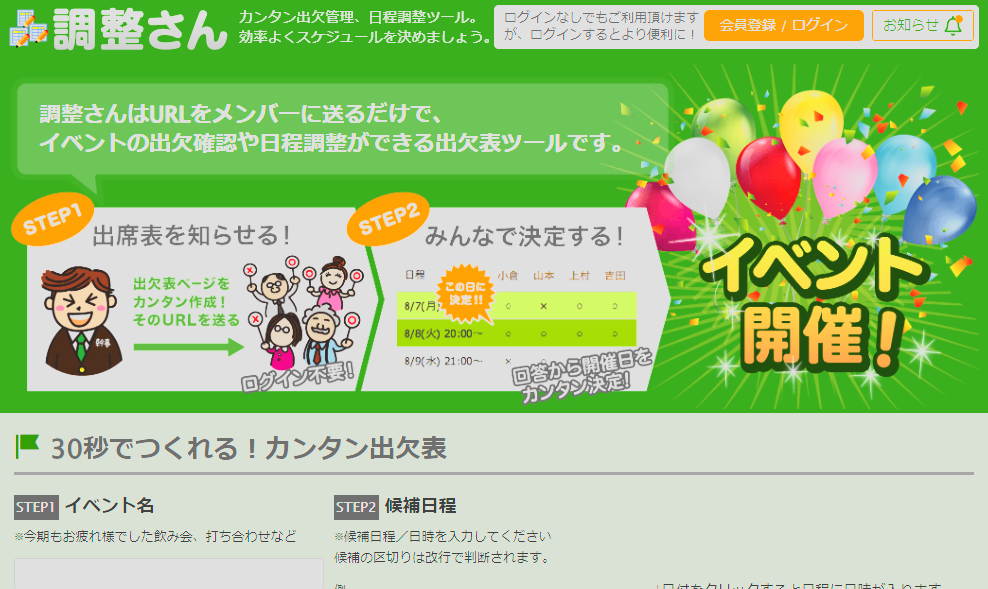 調整さん
カンタン出欠管理、日程調整ツール。
効率よくスケジュールを決めましょう。
ログインなしでもご利用頂けます
が、ログインするとより便利に！
会員登録 / ログイン
お知らせ
調整さんはURLをメンバーに送るだけで、
イベントの出欠確認や日程調整ができる出欠表ツールです。
STEP1
出席表を知らせる！
出欠表ページを
カンタン作成！
そのURLを送る
幹事
ログイン不要！
STEP2
みんなで決定する！
日程 小倉 山本 上村 吉田
この日に
決定!!
8/7(月) ○ × ○ ○
8/8(火) 20:00〜 ○ ○ ○ ○
8/9(水) 21:00〜 ×
回答から開催日を
カンタン決定！
イベント
開催！
30秒でつくれる！カンタン出欠表
STEP1 イベント名
※今期もお疲れ様でした飲み会、打ち合わせなど
STEP2 候補日程
※候補日程／日時を入力してください
候補の区切りは改行で判断されます。